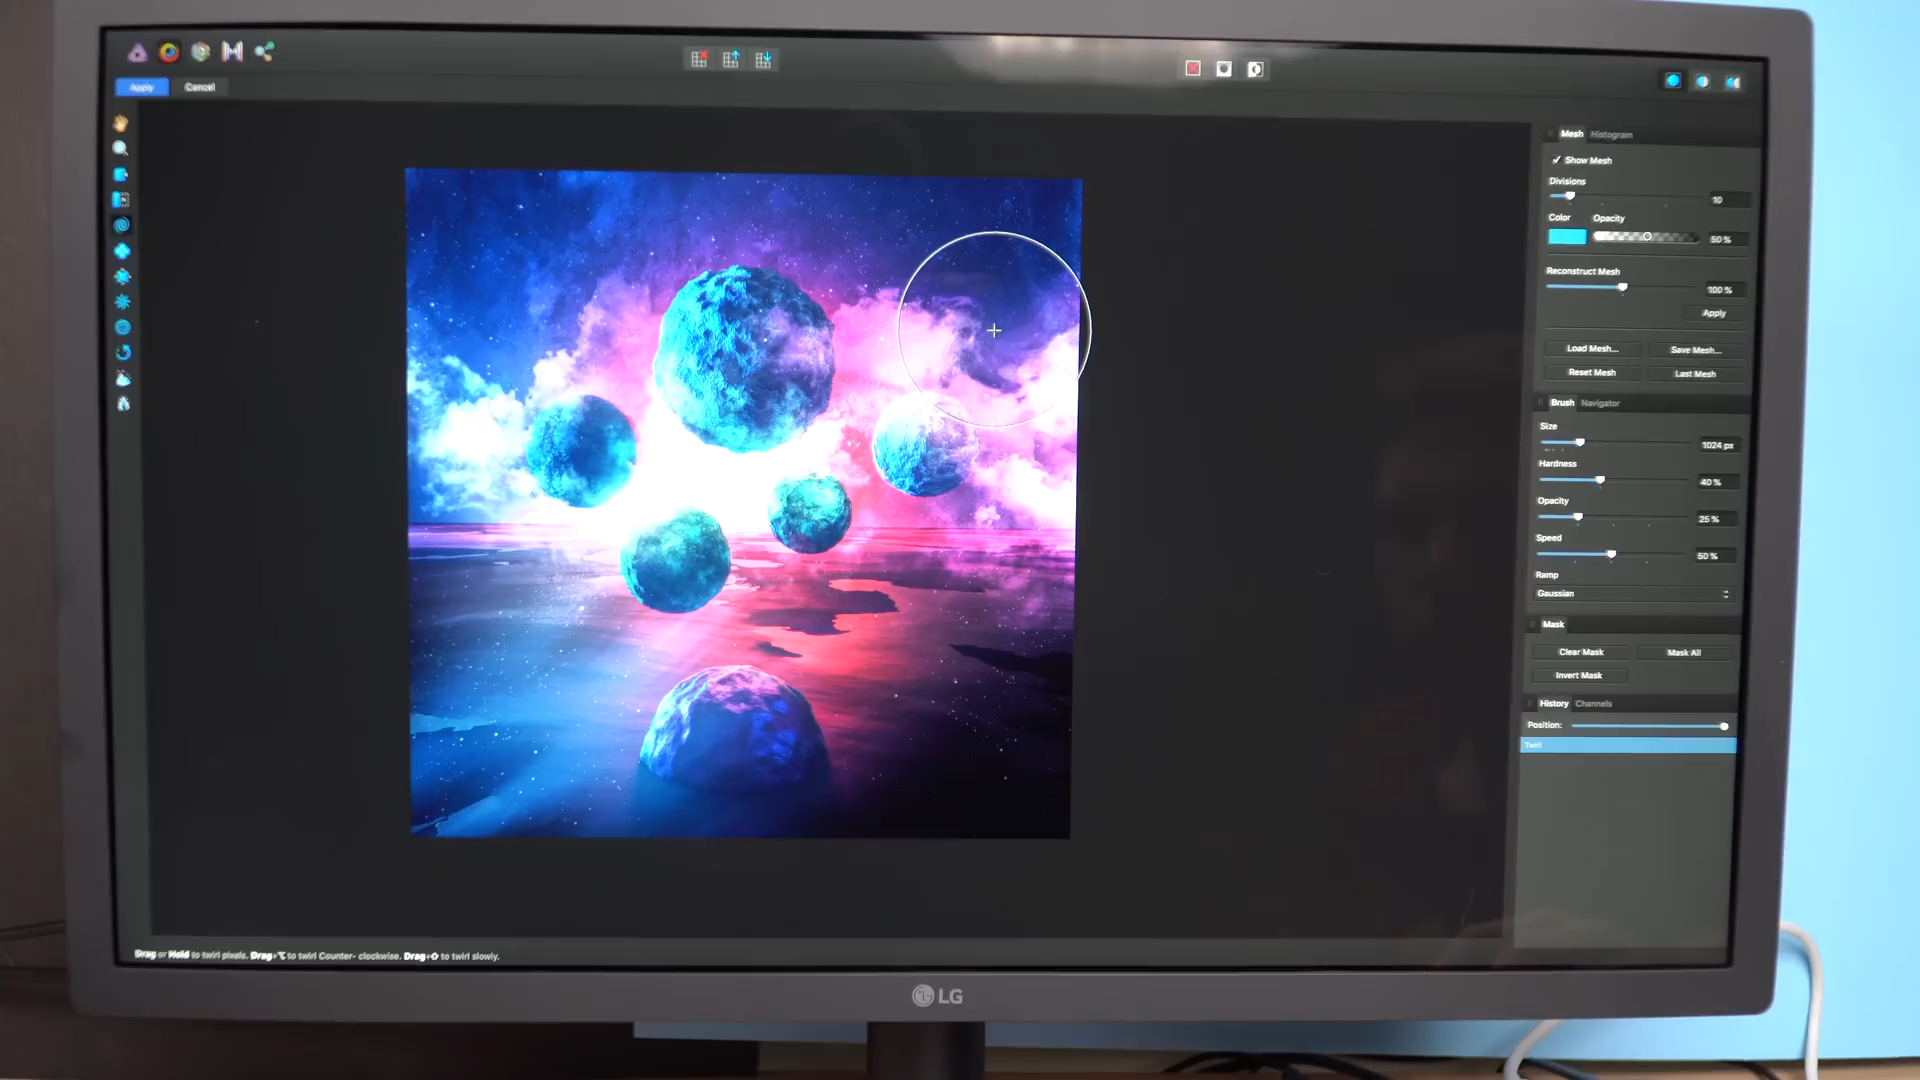 Apply Cancel
Mesh Histogram
Show Mesh
Divisions
10
Color Opacity
50 %
Reconstruct Mesh
100 %
Apply
Load Mesh... Save Mesh...
Reset Mesh Last Mesh
Brush Navigator
Size
1024 px
Hardness
40 %
Opacity
25 %
Speed
50 %
Ramp
Gaussian
Mask
Clear Mask Mask All
Invert Mask
History Channels
Position:
Twirl
Drag or Hold to twirl pixels. Drag+⌥ to twirl Counter- clockwise. Drag+⇧ to twirl slowly.
LG